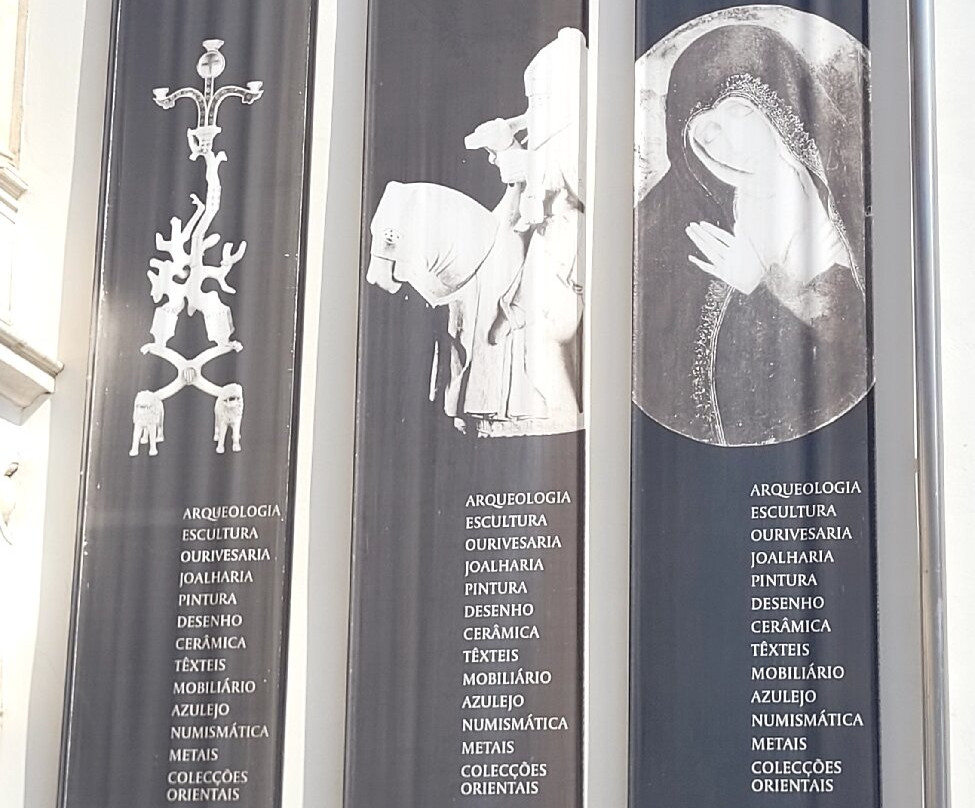 ARQUEOLOGIA
ESCULTURA
OURIVESARIA
JOALHARIA
PINTURA
DESENHO
CERÂMICA
TÊXTEIS
MOBILIÁRIO
AZULEJO
NUMISMÁTICA
METAIS
COLECÇÕES
ORIENTAIS
ARQUEOLOGIA
ESCULTURA
OURIVESARIA
JOALHARIA
PINTURA
DESENHO
CERÂMICA
TÊXTEIS
MOBILIÁRIO
AZULEJO
NUMISMÁTICA
METAIS
COLECÇÕES
ORIENTAIS
ARQUEOLOGIA
ESCULTURA
OURIVESARIA
JOALHARIA
PINTURA
DESENHO
CERÂMICA
TÊXTEIS
MOBILIÁRIO
AZULEJO
NUMISMÁTICA
METAIS
COLECÇÕES
ORIENTAIS